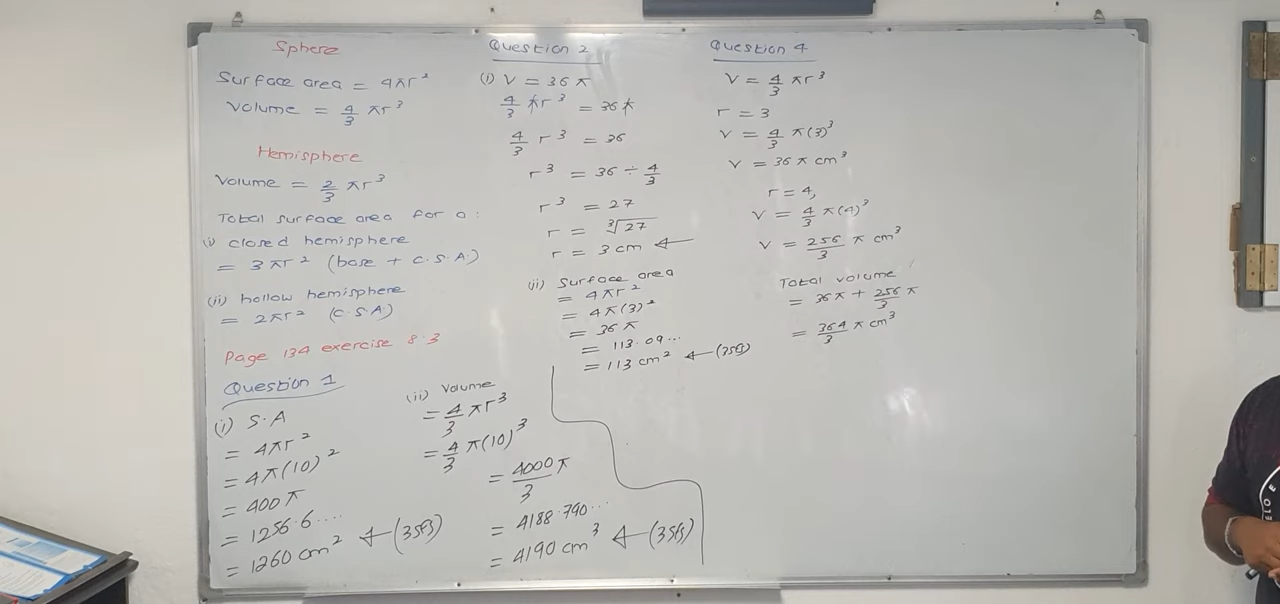 Sphere
Surface area = 4πr²
Volume = 4/3 πr³
Hemisphere
Volume = 2/3 πr³
Total surface area for a:
(i) closed hemisphere
= 3πr² (base + C.S.A.)
(ii) hollow hemisphere
= 2πr² (C.S.A)
Page 134 exercise 8.3
Question 1
(i) S.A
= 4πr²
= 4π(10)²
= 400π
= 1256.6....
= 1260 cm² ← (3sfs)
(ii) Volume
= 4/3 πr³
= 4/3 π(10)³
= 4000/3 π
= 4188.790...
= 4190 cm³ ← (3sfs)
Question 2
(i) V = 36π
4/3 πr³ = 36π
4/3 r³ = 36
r³ = 36 ÷ 4/3
r³ = 27
r = ³√27
r = 3 cm ←
(ii) Surface area
= 4πr²
= 4π(3)²
= 36π
= 113.09...
= 113 cm² ← (3sfs)
Question 4
V = 4/3 πr³
r = 3
V = 4/3 π(3)³
V = 36π cm³
r = 4,
V = 4/3 π(4)³
V = 256/3 π cm³
Total volume
= 36π + 256/3 π
= 364/3 π cm³